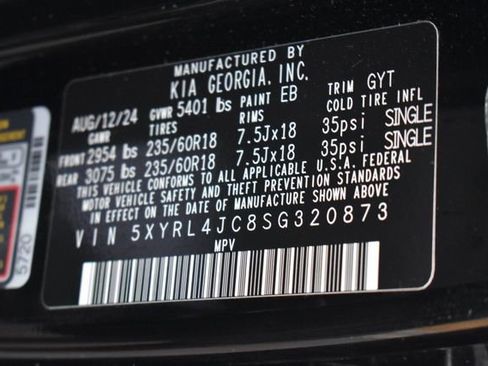 MANUFACTURED BY
KIA GEORGIA, INC.
AUG/12/24 GVWR 5401 lbs PAINT EB TRIM GYT
GAWR TIRES RIMS COLD TIRE INFL
FRONT 2954 lbs 235/60R18 7.5Jx18 35psi SINGLE
REAR 3075 lbs 235/60R18 7.5Jx18 35psi SINGLE
THIS VEHICLE CONFORMS TO ALL APPLICABLE U.S.A. FEDERAL
MOTOR VEHICLE SAFETY AND THEFT PREVENTION STANDARDS
IN EFFECT ON THE DATE OF MANUFACTURE SHOWN ABOVE
VIN 5XYRL4JC8SG320873
MPV
5720